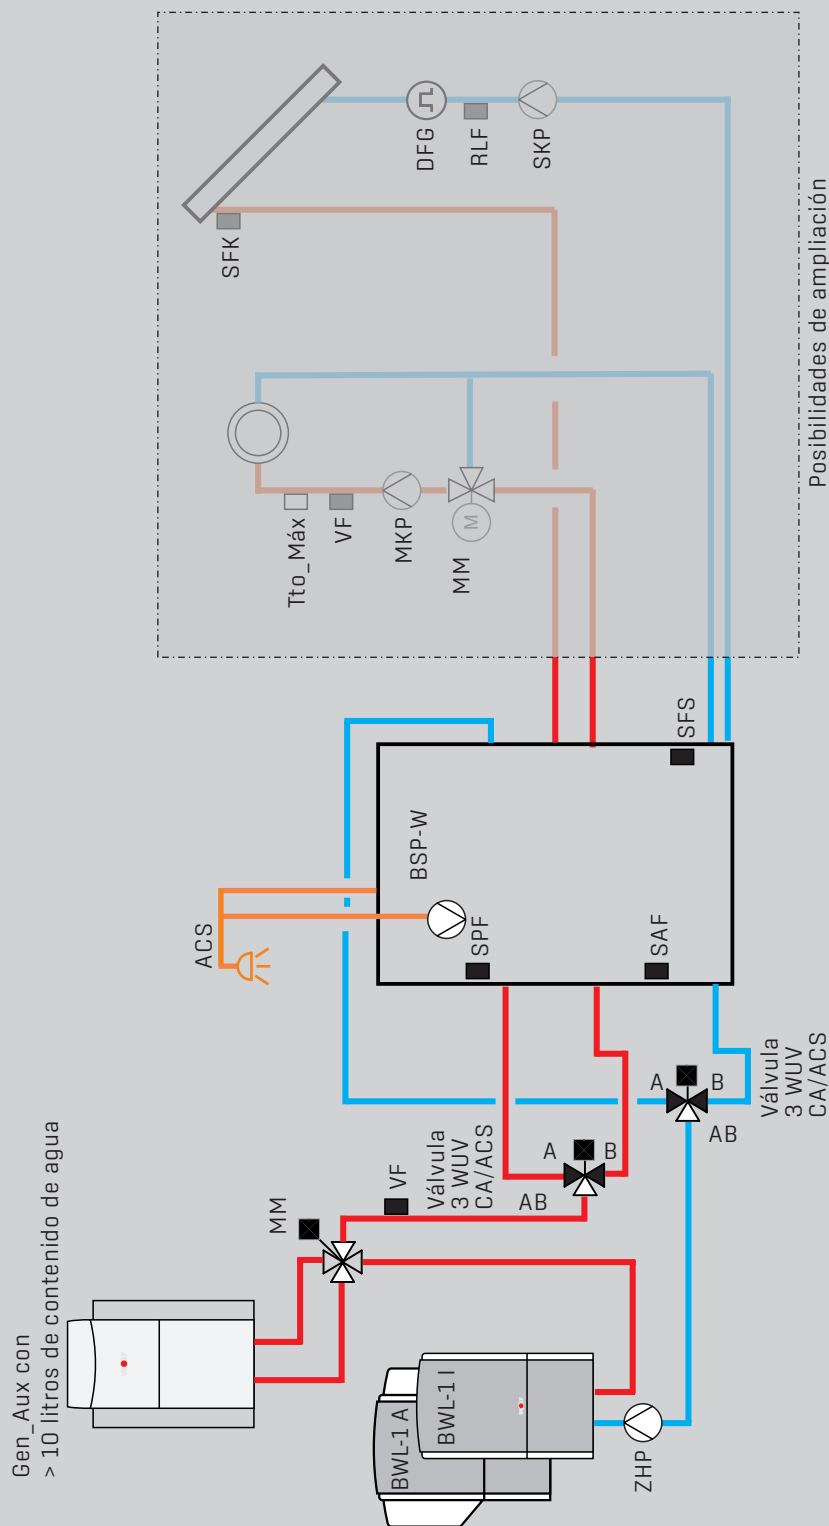 Gen_Aux con
> 10 litros de contenido de agua
BWL-1 A
BWL-1 I
ZHP
MM
VF
Válvula
3 WUV
CA/ACS
A
B
AB
Válvula
3 WUV
CA/ACS
A
B
AB
ACS
BSP-W
SPF
SAF
SFS
Tto_Máx
VF
MKP
MM
M
SFK
DFG
RLF
SKP
Posibilidades de ampliación